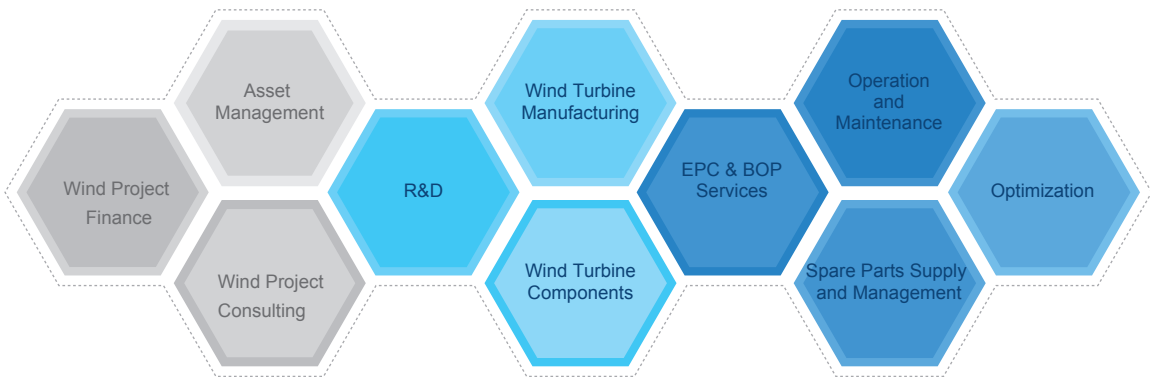 Wind Project
Finance
Asset
Management
Wind Project
Consulting
R&D
Wind Turbine
Manufacturing
Wind Turbine
Components
EPC & BOP
Services
Operation
and
Maintenance
Spare Parts Supply
and Management
Optimization